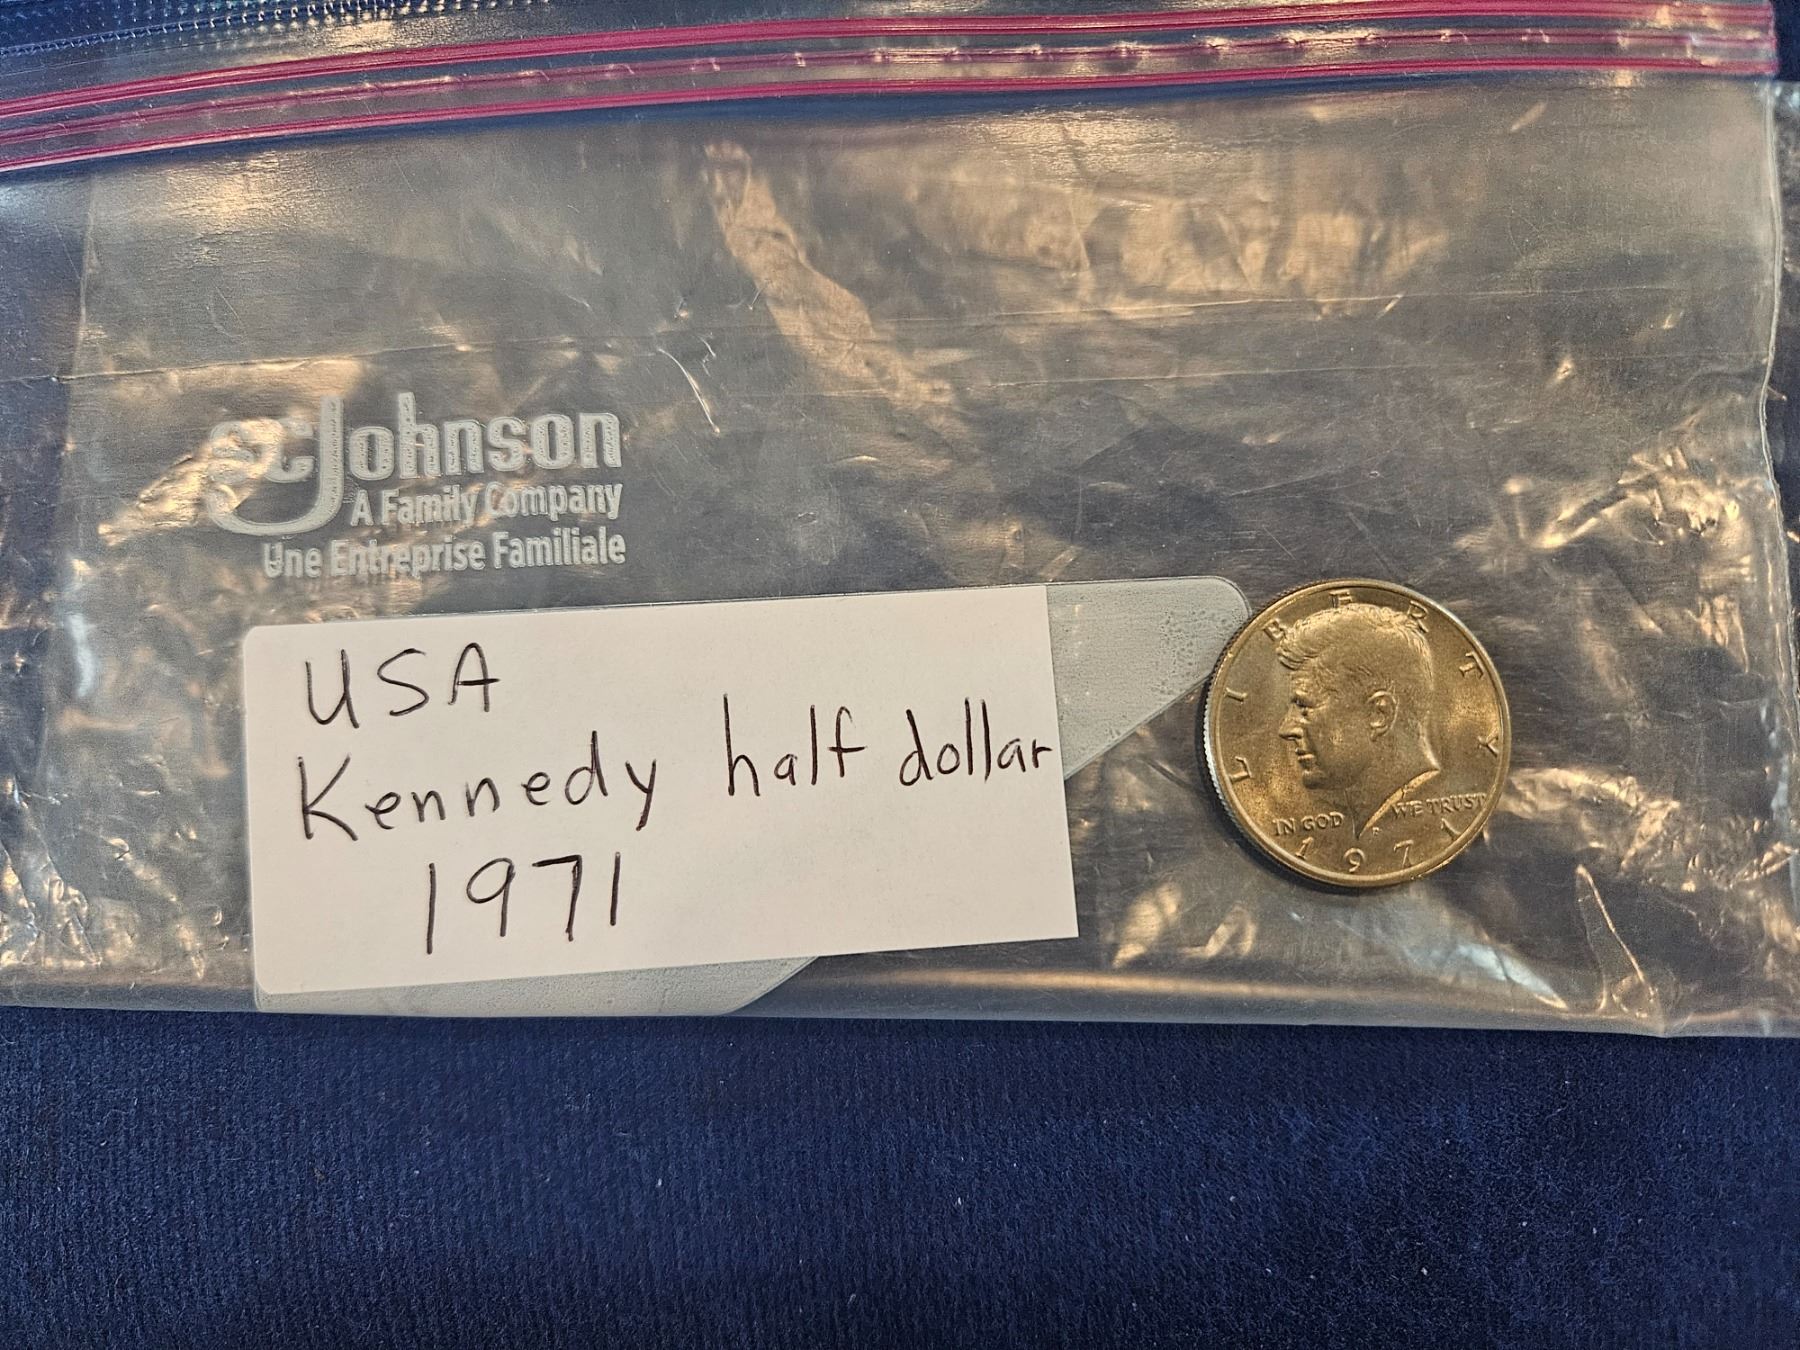 SC Johnson
A Family Company
Une Entreprise Familiale
USA
Kennedy half dollar
1971
LIBERTY
IN GOD WE TRUST
1971